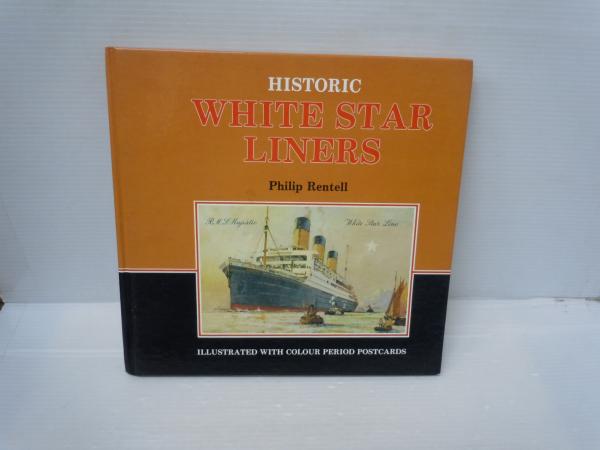 HISTORIC
WHITE STAR
LINERS
Philip Rentell
R.M.S. Majestic White Star Line
ILLUSTRATED WITH COLOUR PERIOD POSTCARDS